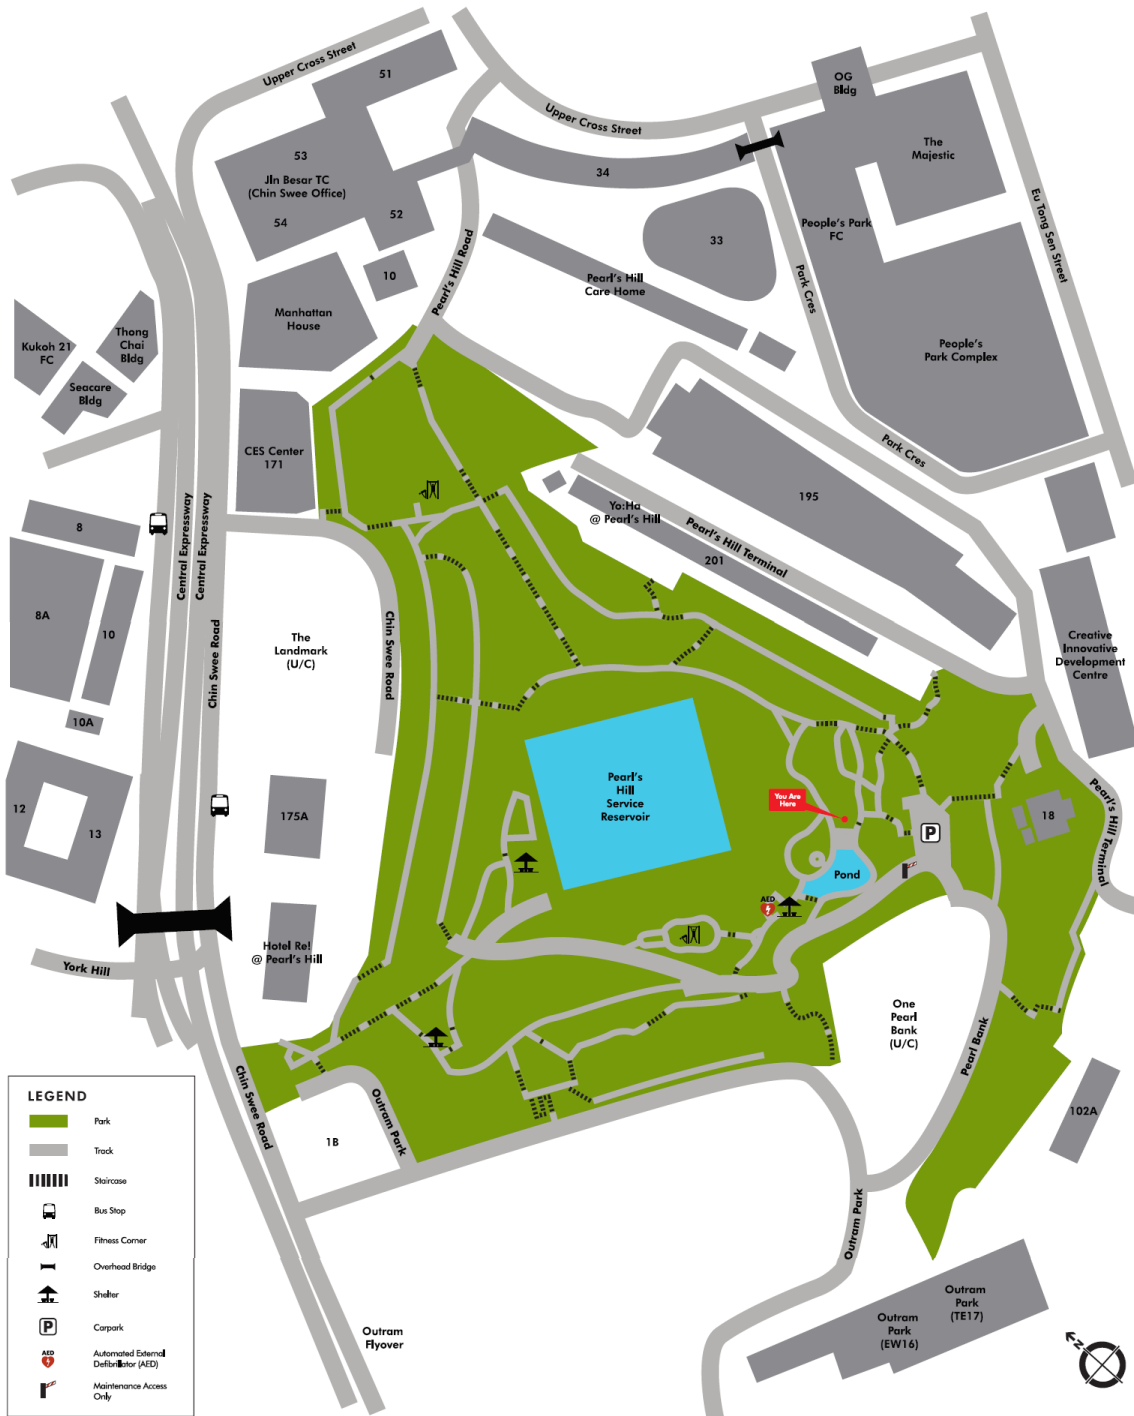 Upper Cross Street
51
53
Jln Besar TC
(Chin Swee Office)
54
52
10
Manhattan
House
Pearl's Hill Road
Upper Cross Street
34
33
Pearl's Hill
Care Home
OG
Bldg
The
Majestic
People's Park
FC
Park Cres
Eu Tong Sen Street
People's
Park Complex
Park Cres
Kukoh 21
FC
Thong
Chai
Bldg
Seacare
Bldg
CES Center
171
195
Yo:Ha
@ Pearl's Hill
Pearl's Hill Terminal
201
8
8A
10
10A
12
13
Central Expressway
Central Expressway
Chin Swee Road
The
Landmark
(U/C)
Chin Swee Road
175A
Hotel Re!
@ Pearl's Hill
York Hill
Creative
Innovative
Development
Centre
Pearl's
Hill
Service
Reservoir
You Are
Here
P
18
Pearl's Hill Terminal
Pond
AED
One
Pearl
Bank
(U/C)
Pearl Bank
102A
Chin Swee Road
Outram Park
1B
Outram Park
Outram
Flyover
Outram
Park
(EW16)
Outram
Park
(TE17)
N
LEGEND
Park
Track
Staircase
Bus Stop
Fitness Corner
Overhead Bridge
Shelter
P
Carpark
AED
Automated External
Defibrillator (AED)
Maintenance Access
Only